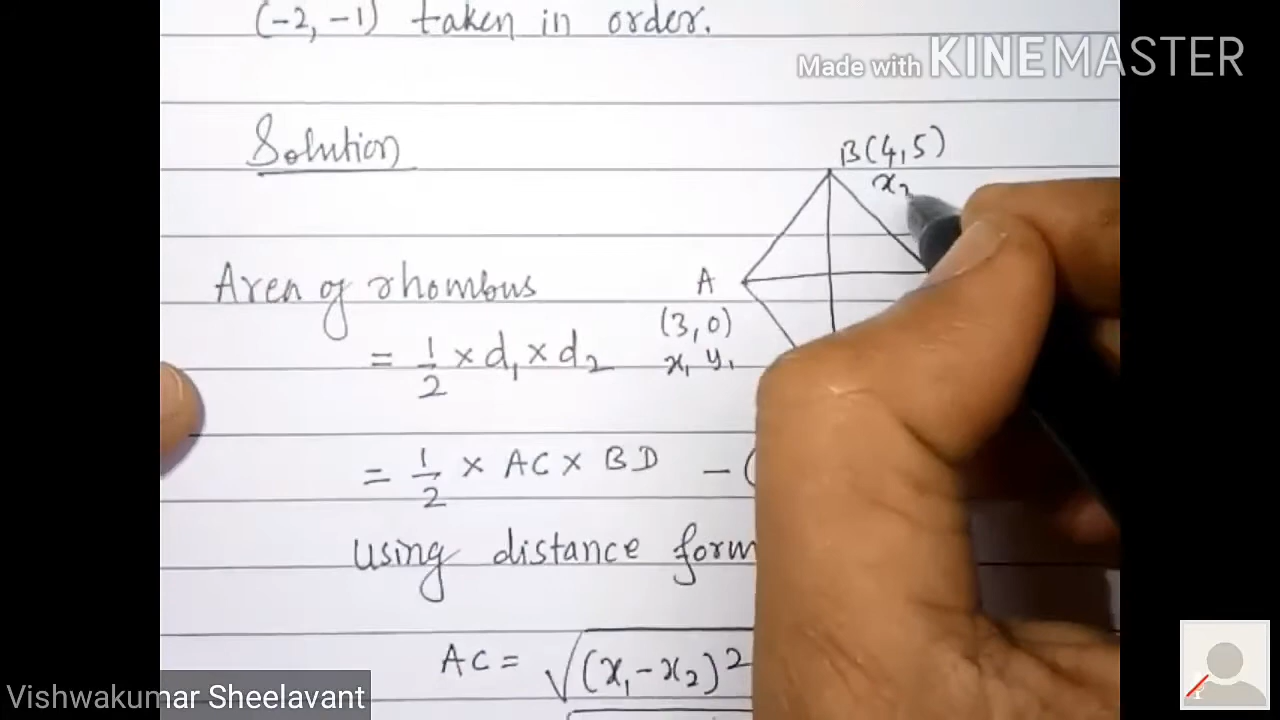 (-2, -1) taken in order.
Made with KINEMASTER
Solution
B(4,5)
x2
Area of rhombus
A
(3,0)
x1 y1
= 1/2 × d1 × d2
= 1/2 × AC × BD - (
using distance form
AC = √(x1-x2)2
Vishwakumar Sheelavant